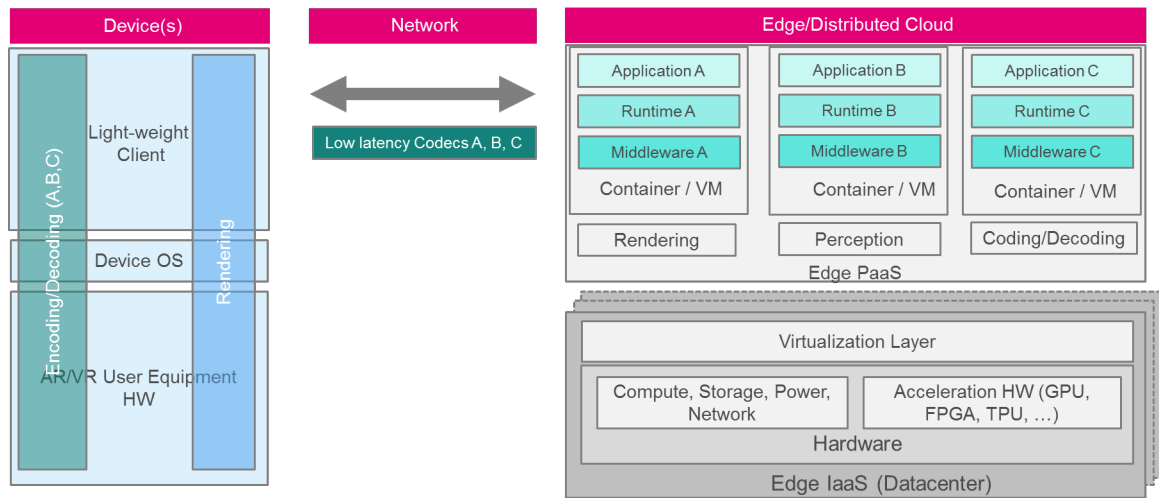 Device(s)
Network
Edge/Distributed Cloud
Light-weight
Client
Encoding/Decoding (A,B,C)
Rendering
Device OS
AR/VR User Equipment
HW
Low latency Codecs A, B, C
Application A
Runtime A
Middleware A
Container / VM
Application B
Runtime B
Middleware B
Container / VM
Application C
Runtime C
Middleware C
Container / VM
Rendering
Perception
Coding/Decoding
Edge PaaS
Virtualization Layer
Compute, Storage, Power,
Network
Acceleration HW (GPU,
FPGA, TPU, …)
Hardware
Edge IaaS (Datacenter)